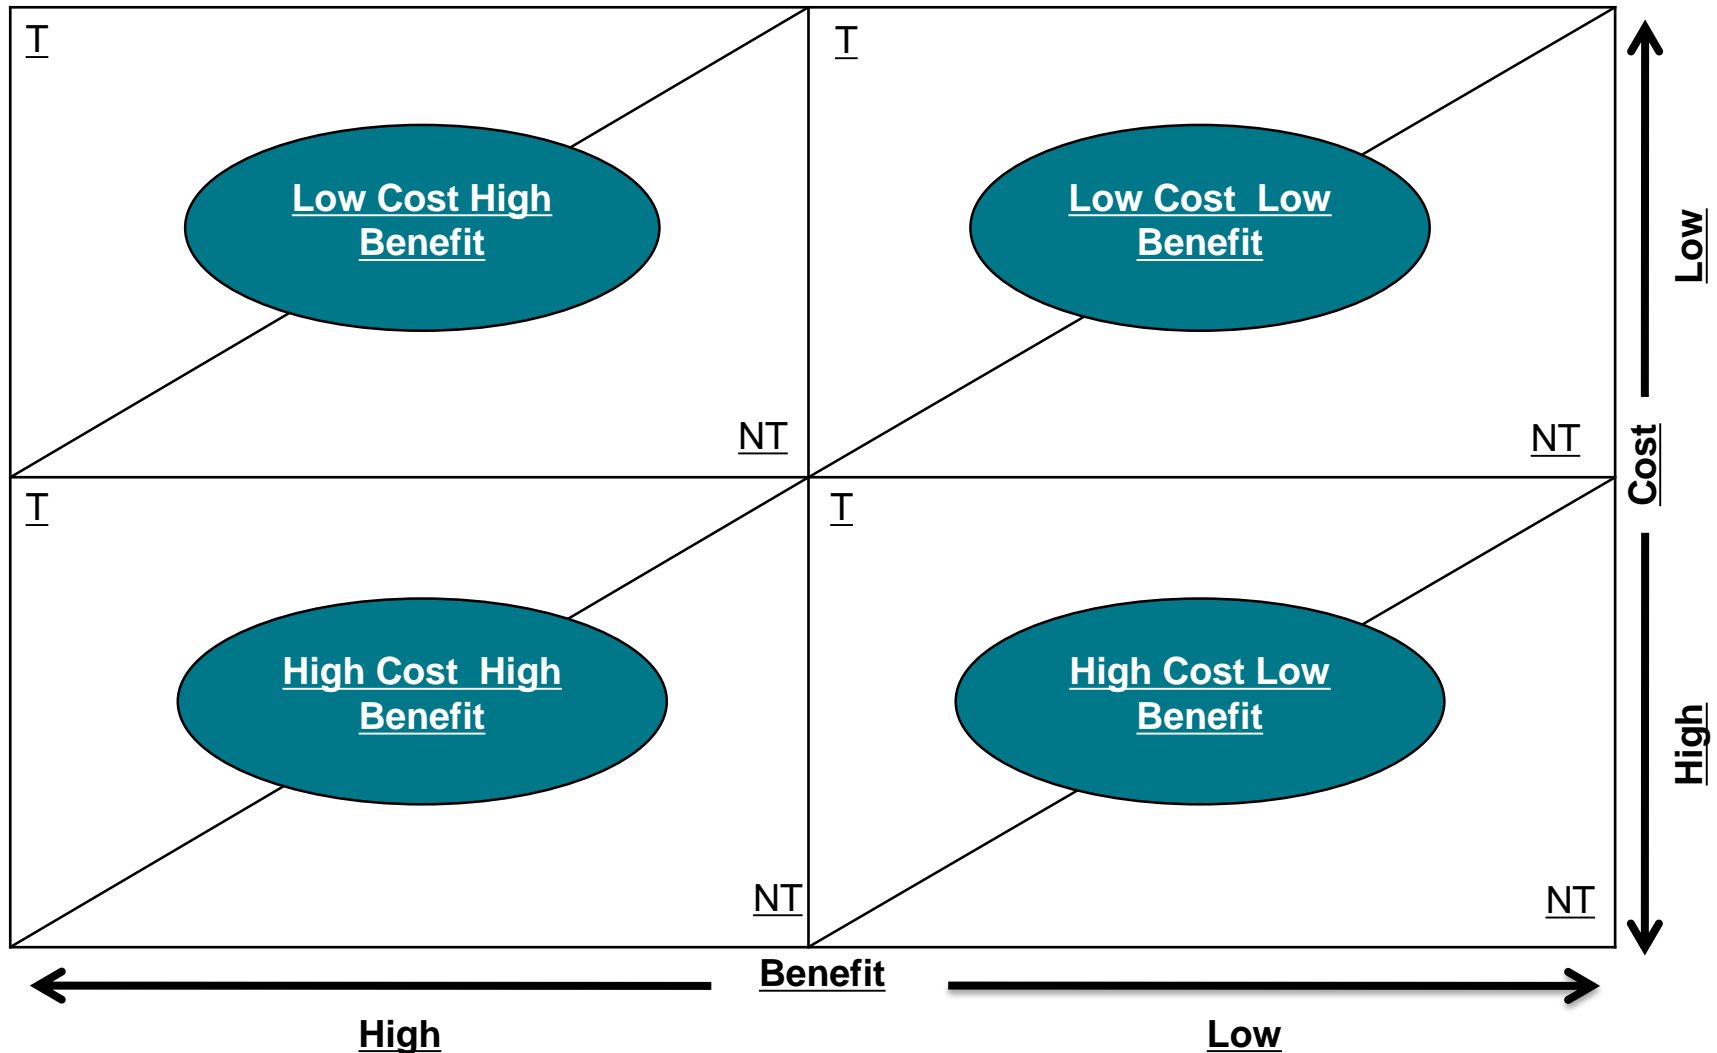 T
T
Low Cost High
Benefit
Low Cost  Low
Benefit
Low
NT
NT
Cost
T
T
High Cost  High
Benefit
High Cost Low
Benefit
High
NT
NT
Benefit
High
Low